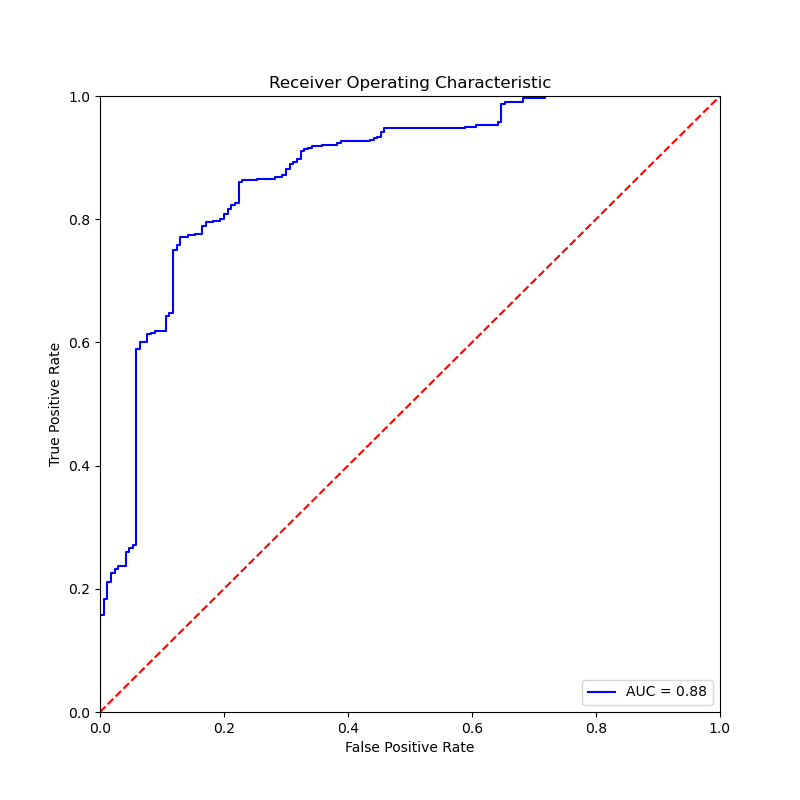 Receiver Operating Characteristic
1.0
0.8
0.6
0.4
0.2
0.0
True Positive Rate
AUC = 0.88
0.0 0.2 0.4 0.6 0.8 1.0
False Positive Rate